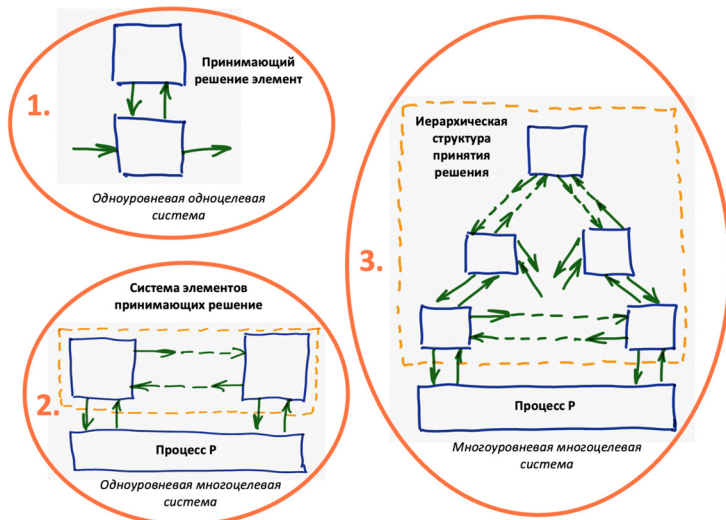 1.
Принимающий
решение элемент
Одноуровневая одноцелевая
система
2.
Система элементов
принимающих решение
Процесс Р
Одноуровневая многоцелевая
система
3.
Иерархическая
структура
принятия
решения
Процесс Р
Многоуровневая многоцелевая
система